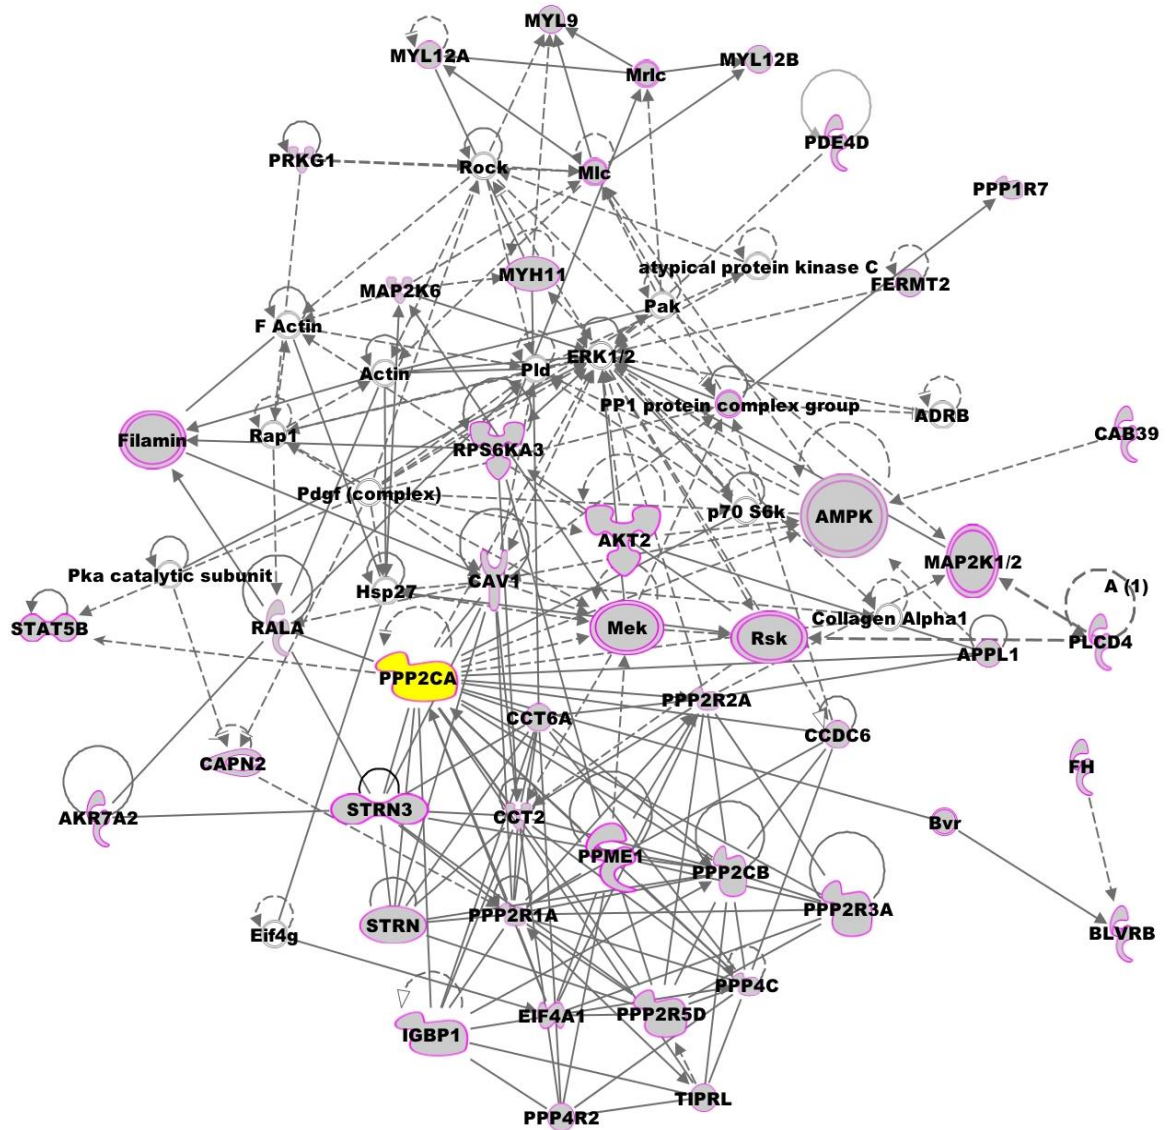 MYL9
MYL12A
Mrlc
MYL12B
PDE4D
PRKG1
Rock
Mlc
PPP1R7
MYH11
atypical protein kinase C
FERMT2
MAP2K6
Pak
F Actin
ERK1/2
Pld
Actin
PP1 protein complex group
ADRB
Filamin
Rap1
RPS6KA3
CAB39
Pdgf (complex)
p70 S6k
AMPK
AKT2
MAP2K1/2
Pka catalytic subunit
CAV1
Hsp27
A (1)
Collagen Alpha1
STAT5B
RALA
Mek
Rsk
PLCD4
APPL1
PPP2CA
PPP2R2A
CCT6A
CCDC6
CAPN2
FH
STRN3
AKR7A2
CCT2
Bvr
PPME1
PPP2CB
PPP2R3A
PPP2R1A
STRN
Eif4g
BLVRB
PPP4C
EIF4A1
PPP2R5D
IGBP1
TIPRL
PPP4R2